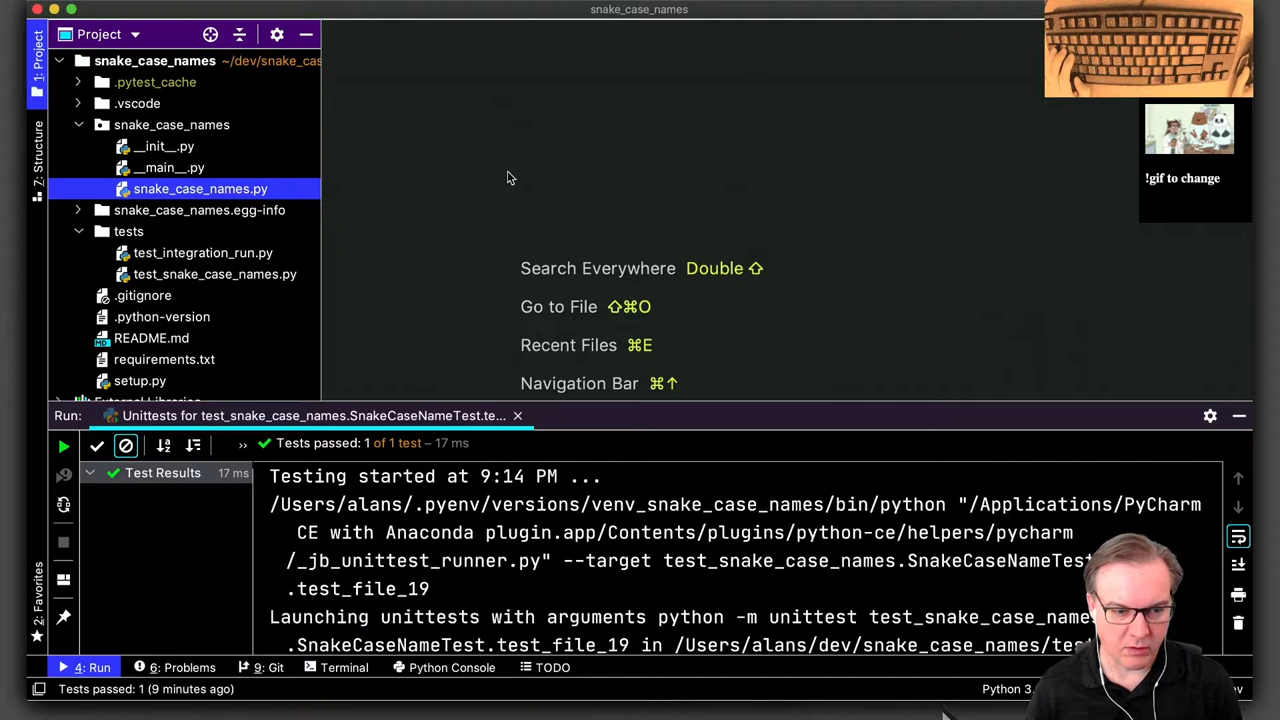 snake_case_names
1: Project
Project
snake_case_names ~/dev/snake_cas
.pytest_cache
.vscode
snake_case_names
__init__.py
__main__.py
snake_case_names.py
snake_case_names.egg-info
tests
test_integration_run.py
test_snake_case_names.py
.gitignore
.python-version
README.md
requirements.txt
setup.py
External Libraries
7: Structure
Search Everywhere Double ⇧
Go to File ⇧⌘O
Recent Files ⌘E
Navigation Bar ⌘↑
!gif to change
Run: Unittests for test_snake_case_names.SnakeCaseNameTest.te...
Tests passed: 1 of 1 test – 17 ms
Test Results 17 ms
Testing started at 9:14 PM ...
/Users/alans/.pyenv/versions/venv_snake_case_names/bin/python "/Applications/PyCharm
CE with Anaconda plugin.app/Contents/plugins/python-ce/helpers/pycharm
/_jb_unittest_runner.py" --target test_snake_case_names.SnakeCaseNameTest
.test_file_19
Launching unittests with arguments python -m unittest test_snake_case_names
.SnakeCaseNameTest.test_file_19 in /Users/alans/dev/snake_case_names/tes
2: Favorites
4: Run
6: Problems
9: Git
Terminal
Python Console
TODO
Tests passed: 1 (9 minutes ago)
Python 3.